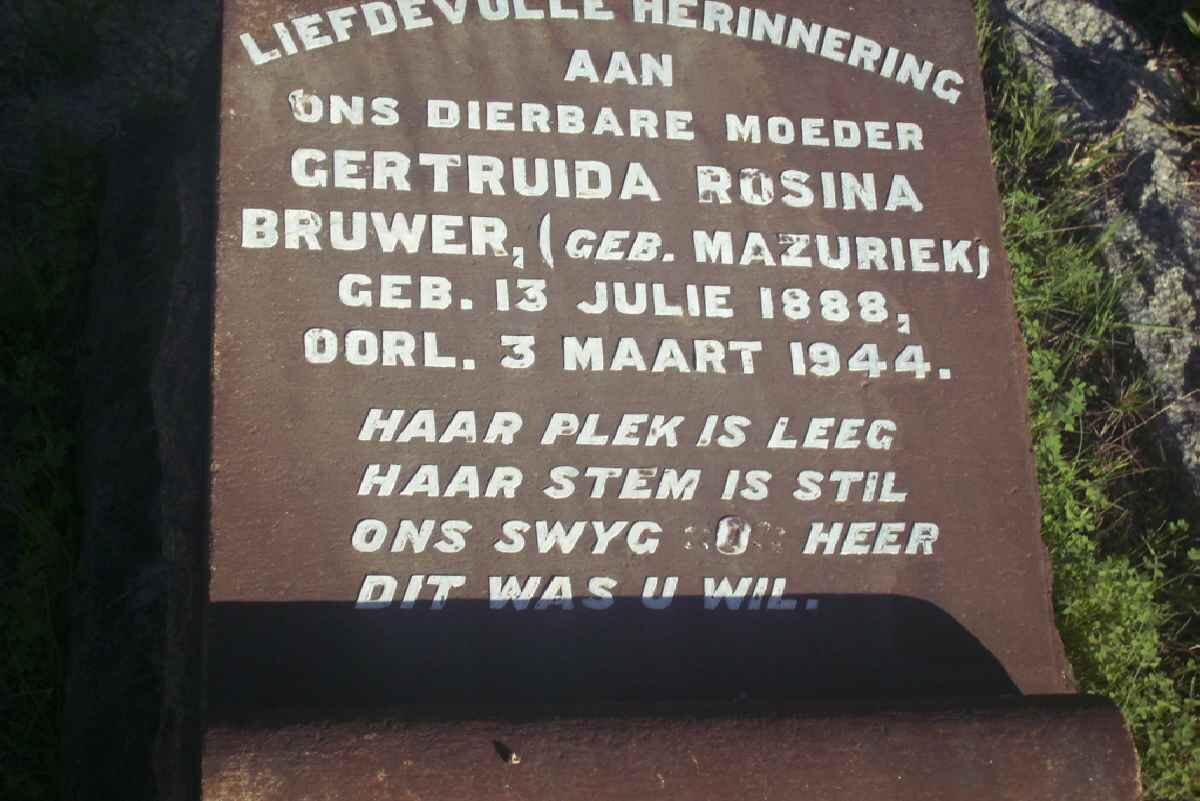 LIEFDEVOLLE HERINNERING
AAN
ONS DIERBARE MOEDER
GERTRUIDA ROSINA
BRUWER, (GEB. MAZURIEK)
GEB. 13 JULIE 1888,
OORL. 3 MAART 1944.
HAAR PLEK IS LEEG
HAAR STEM IS STIL
ONS SWYG O HEER
DIT WAS U WIL.